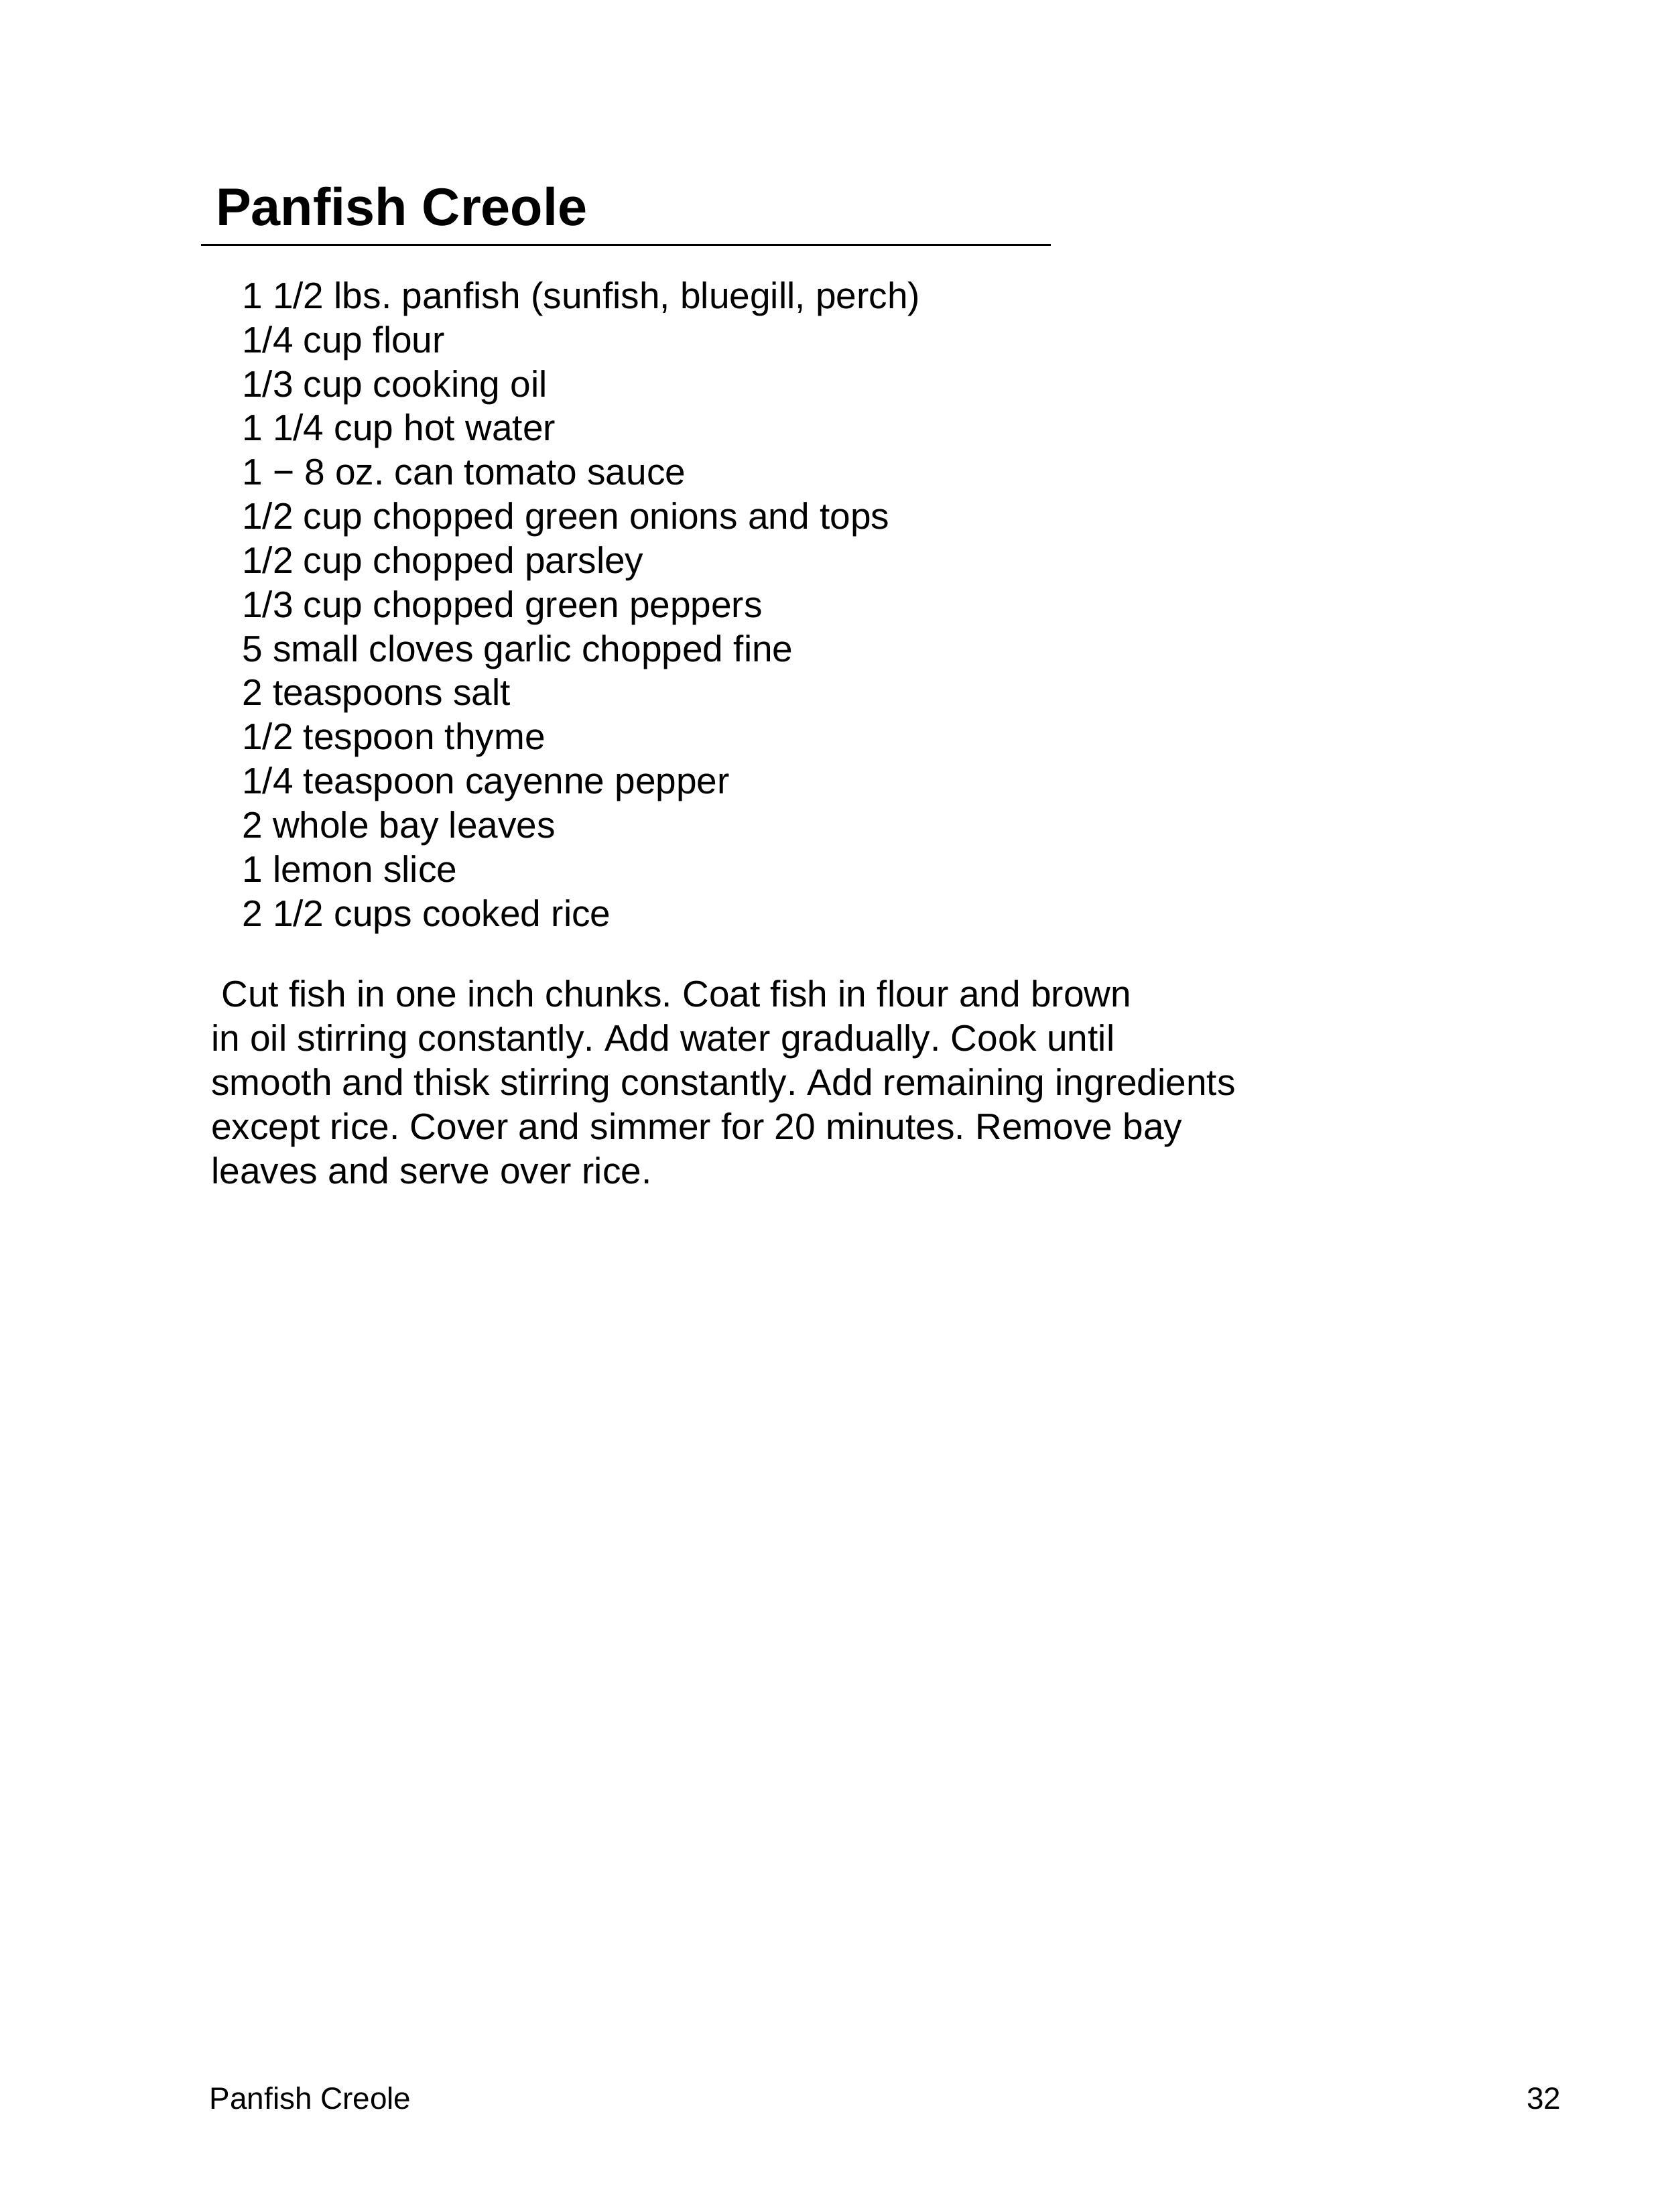 Panfish Creole
1 1/2 lbs. panfish (sunfish, bluegill, perch)
1/4 cup flour
1/3 cup cooking oil
1 1/4 cup hot water
1 − 8 oz. can tomato sauce
1/2 cup chopped green onions and tops
1/2 cup chopped parsley
1/3 cup chopped green peppers
5 small cloves garlic chopped fine
2 teaspoons salt
1/2 tespoon thyme
1/4 teaspoon cayenne pepper
2 whole bay leaves
1 lemon slice
2 1/2 cups cooked rice
Cut fish in one inch chunks. Coat fish in flour and brown
in oil stirring constantly. Add water gradually. Cook until
smooth and thisk stirring constantly. Add remaining ingredients
except rice. Cover and simmer for 20 minutes. Remove bay
leaves and serve over rice.
Panfish Creole 32